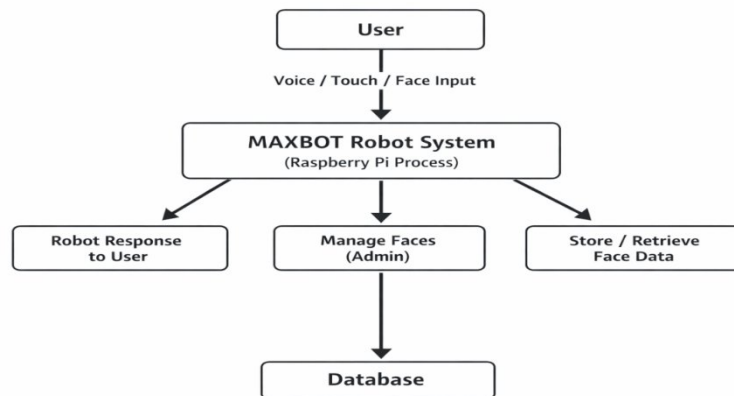 User
Voice / Touch / Face Input
MAXBOT Robot System
(Raspberry Pi Process)
Robot Response
to User
Manage Faces
(Admin)
Store / Retrieve
Face Data
Database